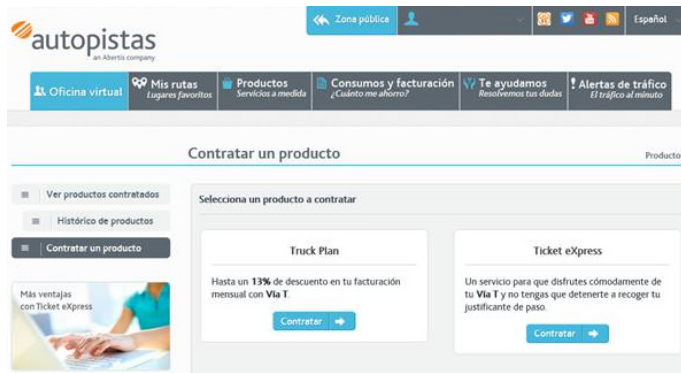 autopistas
an Abertis company
Zona pública
Español
Oficina virtual
Mis rutas
Lugares favoritos
Productos
Servicios a medida
Consumos y facturación
¿Cuánto me ahorro?
Te ayudamos
Resolvemos tus dudas
Alertas de tráfico
El tráfico al minuto
Contratar un producto
Producto
Ver productos contratados
Histórico de productos
Contratar un producto
Más ventajas
con Ticket eXpress
Selecciona un producto a contratar
Truck Plan
Hasta un 13% de descuento en tu facturación
mensual con Vía T.
Contratar
Ticket eXpress
Un servicio para que disfrutes cómodamente de
tu Vía T y no tengas que detenerte a recoger tu
justificante de paso.
Contratar